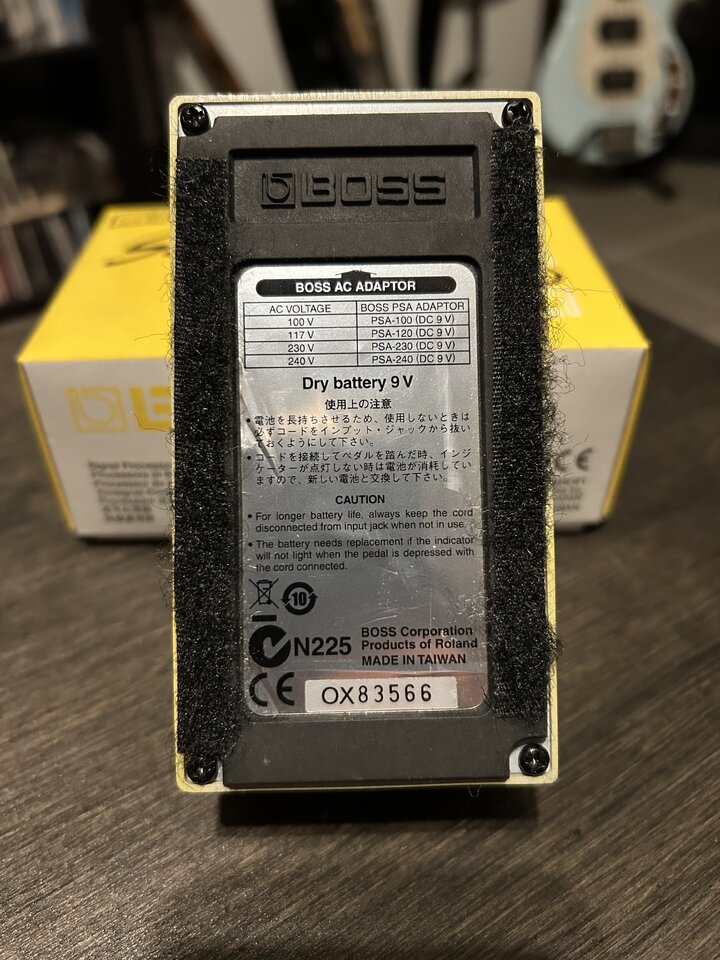 BOSS
BOSS AC ADAPTOR
AC VOLTAGE BOSS PSA ADAPTOR
100 V PSA-100 (DC 9 V)
117 V PSA-120 (DC 9 V)
230 V PSA-230 (DC 9 V)
240 V PSA-240 (DC 9 V)
Dry battery 9 V
使用上の注意
• 電池を長持ちさせるため、使用しないときは
必ずコードをインプット・ジャックから抜い
ておくようにして下さい。
• コードを接続してペダルを踏んだ時、インジ
ケーターが点灯しない時は電池が消耗してい
ますので、新しい電池と交換して下さい。
CAUTION
• For longer battery life, always keep the cord
disconnected from input jack when not in use.
• The battery needs replacement if the indicator
will not light when the pedal is depressed with
the cord connected.
10
N225
BOSS Corporation
Products of Roland
MADE IN TAIWAN
CE
OX83566
CE